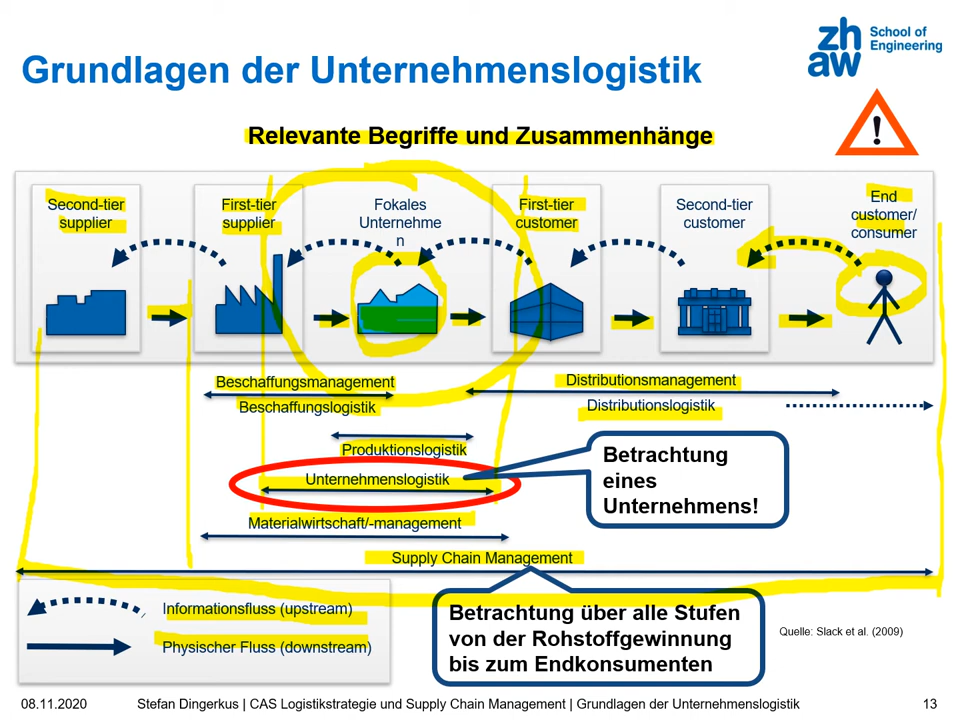 zh
aw
School of
Engineering
Grundlagen der Unternehmenslogistik
Relevante Begriffe und Zusammenhänge
!
Second-tier
supplier
First-tier
supplier
Fokales
Unternehme
n
First-tier
customer
Second-tier
customer
End
customer/
consumer
Beschaffungsmanagement
Beschaffungslogistik
Distributionsmanagement
Distributionslogistik
Produktionslogistik
Unternehmenslogistik
Betrachtung
eines
Unternehmens!
Materialwirtschaft/-management
Supply Chain Management
Informationsfluss (upstream)
Physischer Fluss (downstream)
Betrachtung über alle Stufen
von der Rohstoffgewinnung
bis zum Endkonsumenten
Quelle: Slack et al. (2009)
08.11.2020
Stefan Dingerkus | CAS Logistikstrategie und Supply Chain Management | Grundlagen der Unternehmenslogistik
13